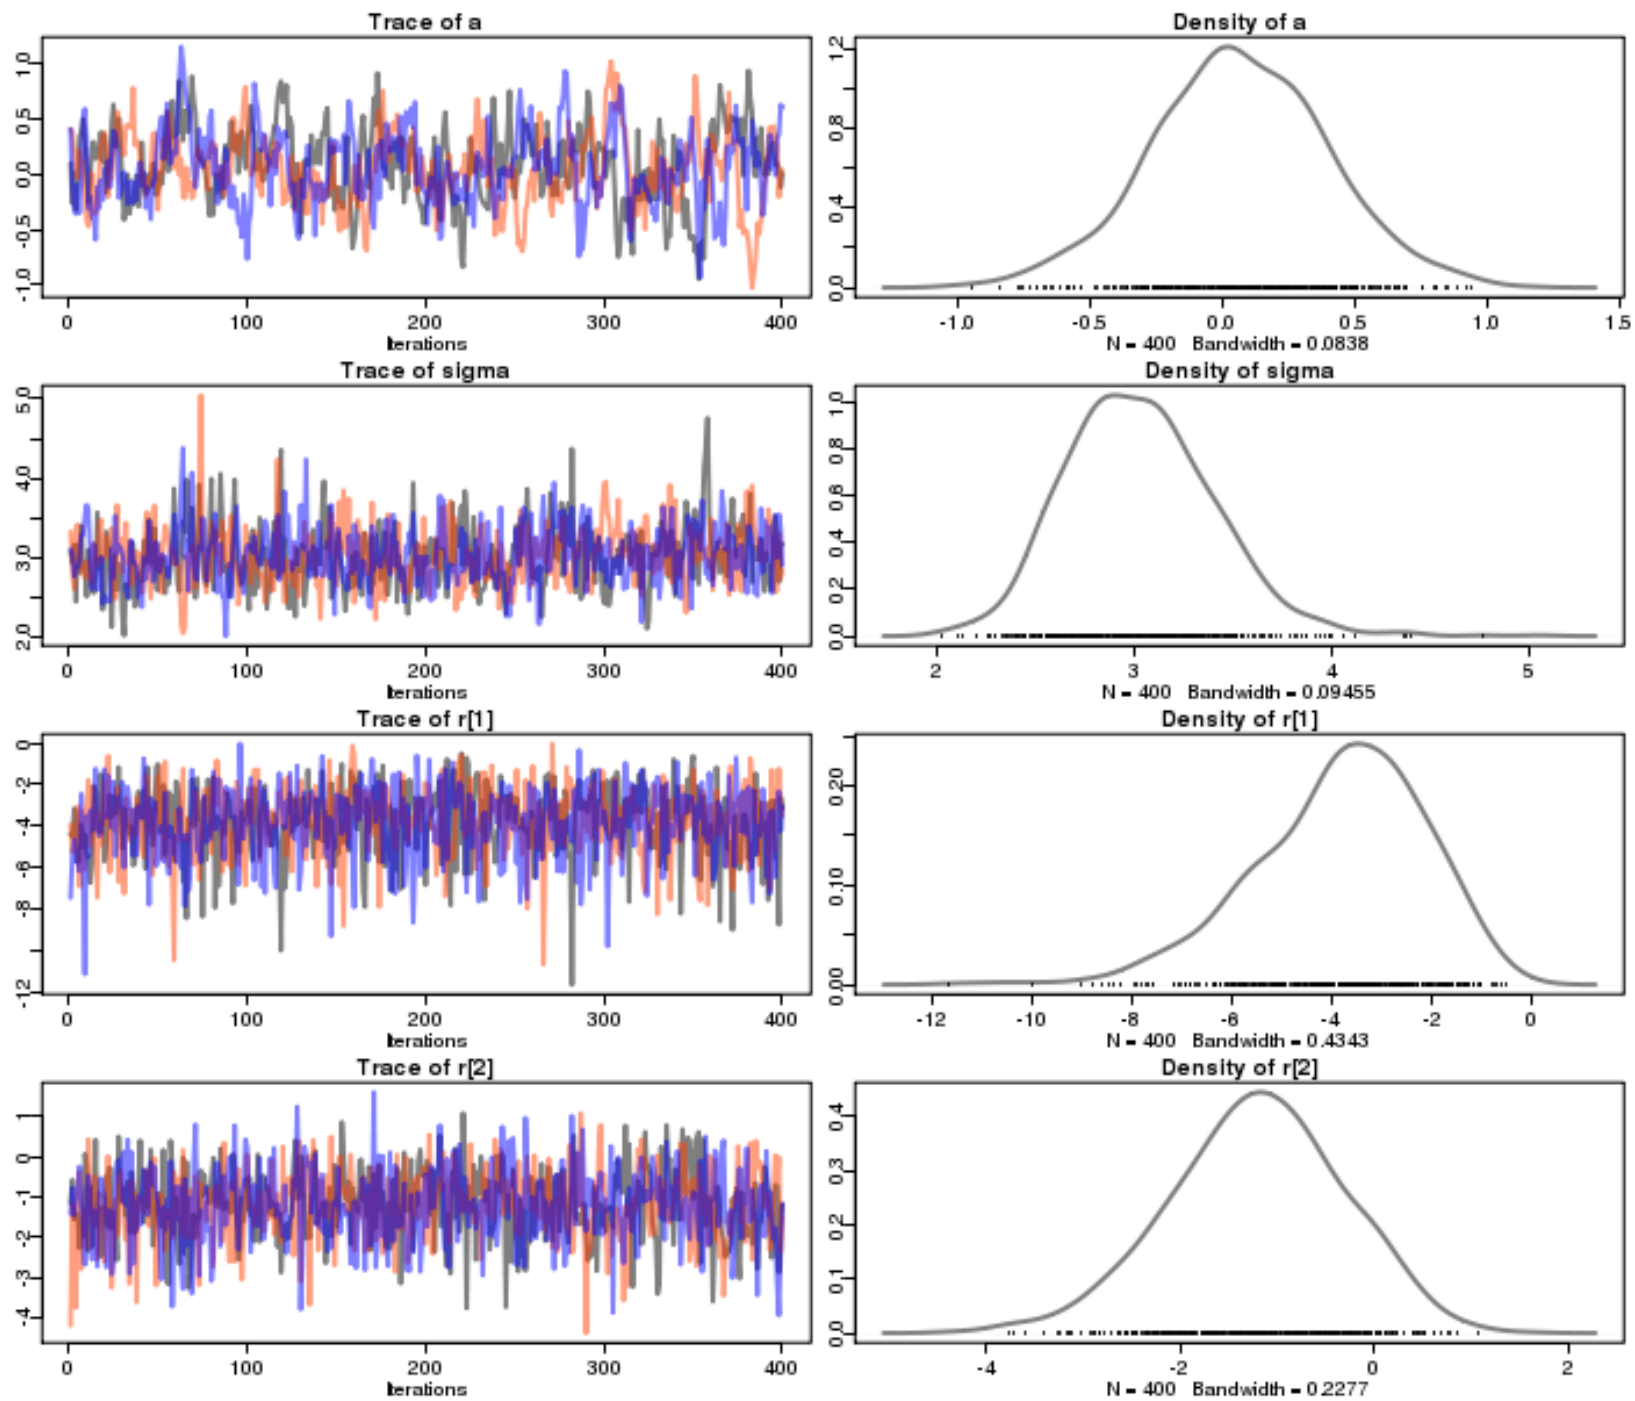 Trace of a
1.0
0.5
0.0
-0.5
-1.0
0 100 200 300 400
Iterations
Density of a
1.2
0.8
0.4
0.0
-1.0 -0.5 0.0 0.5 1.0 1.5
N = 400 Bandwidth = 0.0838
Trace of sigma
5.0
4.0
3.0
2.0
0 100 200 300 400
Iterations
Density of sigma
1.0
0.8
0.6
0.4
0.2
0.0
2 3 4 5
N = 400 Bandwidth = 0.09455
Trace of r[1]
0
-2
-4
-6
-8
-12
0 100 200 300 400
Iterations
Density of r[1]
0.20
0.10
0.00
-12 -10 -8 -6 -4 -2 0
N = 400 Bandwidth = 0.4343
Trace of r[2]
1
0
-1
-2
-3
-4
0 100 200 300 400
Iterations
Density of r[2]
0.4
0.3
0.2
0.1
0.0
-4 -2 0 2
N = 400 Bandwidth = 0.2277